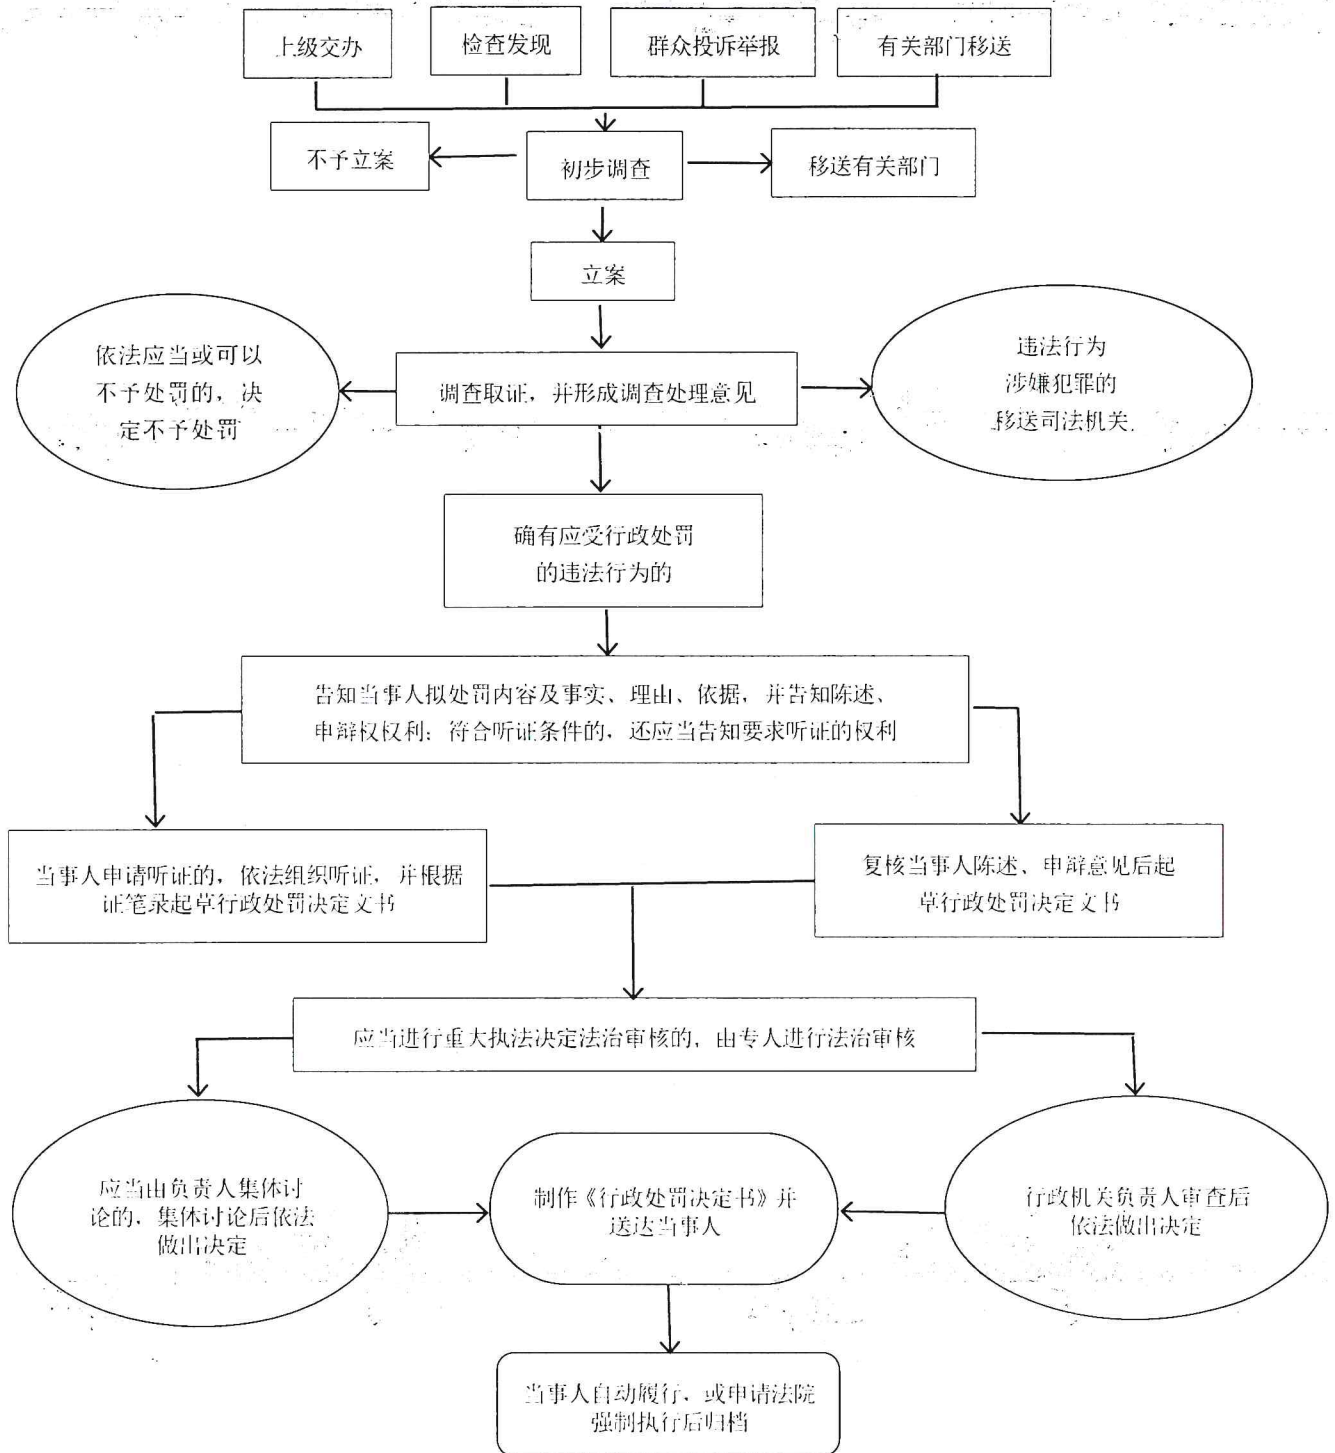 上级交办
检查发现
群众投诉举报
有关部门移送
不予立案
初步调查
移送有关部门
立案
依法应当或可以
不予处罚的，决
定不予处罚
调查取证，并形成调查处理意见
违法行为
涉嫌犯罪的
移送司法机关
确有应受行政处罚
的违法行为的
告知当事人拟处罚内容及事实、理由、依据，并告知陈述、
申辩权权利；符合听证条件的，还应当告知要求听证的权利
当事人申请听证的，依法组织听证，并根据
证笔录起草行政处罚决定文书
复核当事人陈述、申辩意见后起
草行政处罚决定文书
应当进行重大执法决定法治审核的，由专人进行法治审核
应当由负责人集体讨
论的，集体讨论后依法
做出决定
制作《行政处罚决定书》并
送达当事人
行政机关负责人审查后
依法做出决定
当事人自动履行、或申请法院
强制执行后归档